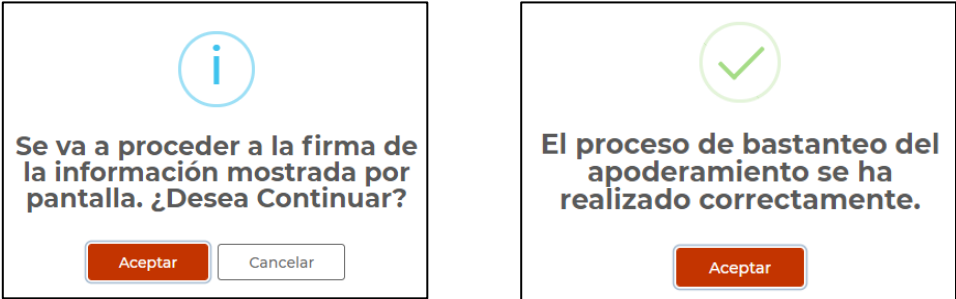 Se va a proceder a la firma de
la información mostrada por
pantalla. ¿Desea Continuar?
Aceptar
Cancelar
El proceso de bastanteo del
apoderamiento se ha
realizado correctamente.
Aceptar